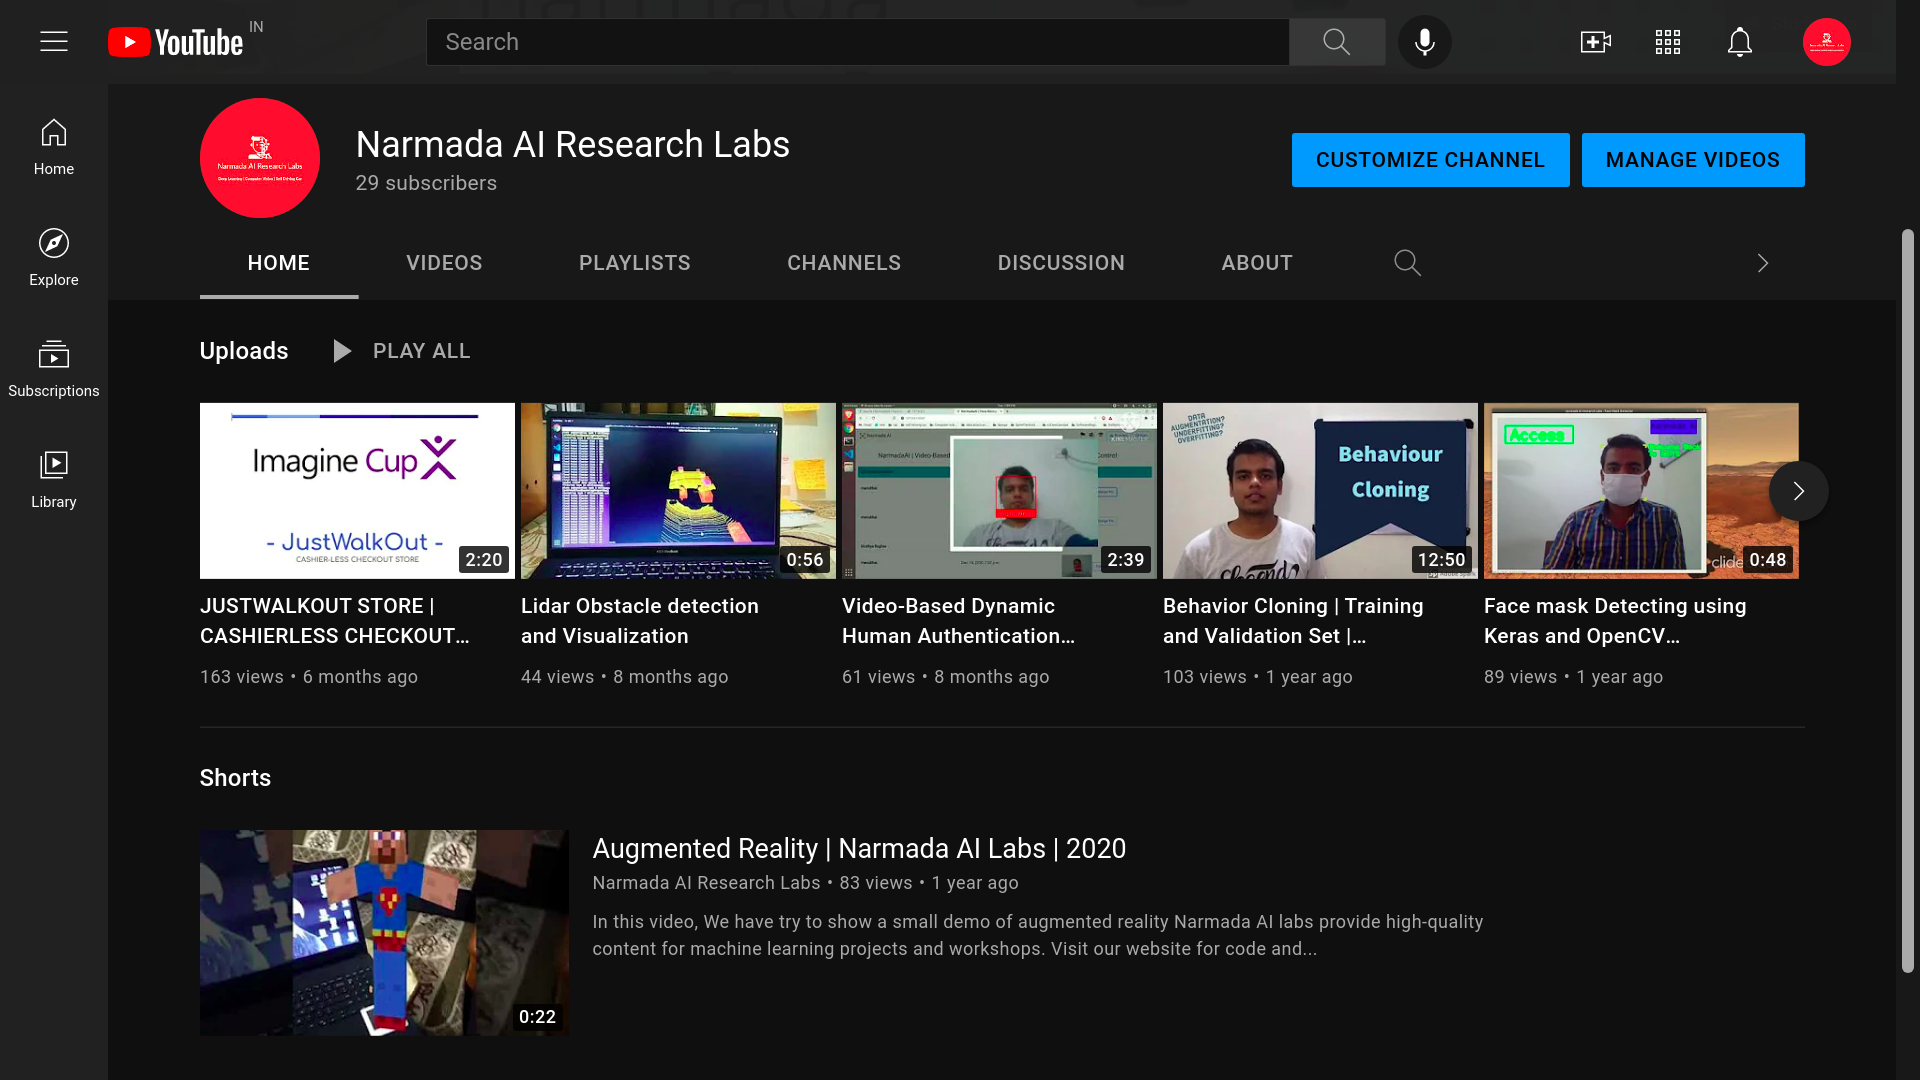 YouTube IN
Search
Home
Explore
Subscriptions
Library
Narmada AI Research Labs
Narmada AI Research Labs
29 subscribers
CUSTOMIZE CHANNEL
MANAGE VIDEOS
HOME
VIDEOS
PLAYLISTS
CHANNELS
DISCUSSION
ABOUT
Uploads
PLAY ALL
Imagine Cup
- JustWalkOut -
CASHIER-LESS CHECKOUT STORE
2:20
0:56
2:39
DATA
AUGMENTATION?
UNDERFITTING?
OVERFITTING?
Behaviour
Cloning
12:50
Access
clide
0:48
JUSTWALKOUT STORE |
CASHIERLESS CHECKOUT...
163 views • 6 months ago
Lidar Obstacle detection
and Visualization
44 views • 8 months ago
Video-Based Dynamic
Human Authentication...
61 views • 8 months ago
Behavior Cloning | Training
and Validation Set |...
103 views • 1 year ago
Face mask Detecting using
Keras and OpenCV...
89 views • 1 year ago
Shorts
0:22
Augmented Reality | Narmada AI Labs | 2020
Narmada AI Research Labs • 83 views • 1 year ago
In this video, We have try to show a small demo of augmented reality Narmada AI labs provide high-quality
content for machine learning projects and workshops. Visit our website for code and...